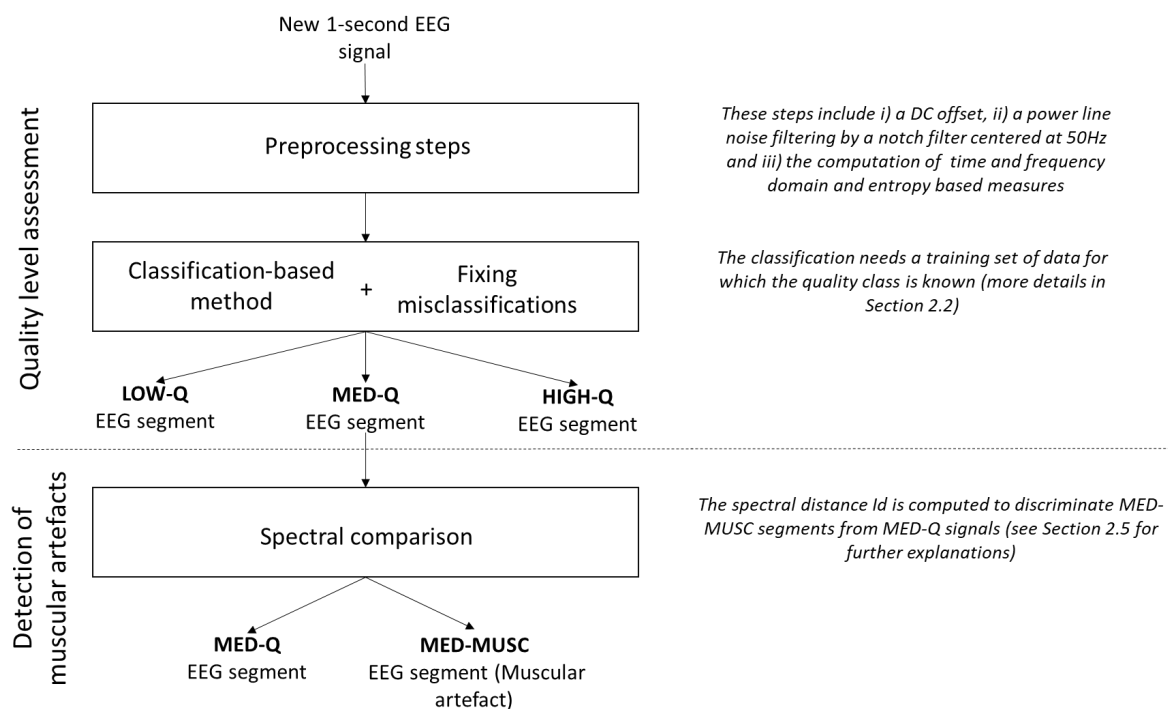 New 1-second EEG
signal
Quality level assessment
Preprocessing steps
These steps include i) a DC offset, ii) a power line
noise filtering by a notch filter centered at 50Hz
and iii) the computation of time and frequency
domain and entropy based measures
Classification-based
method
+
Fixing
misclassifications
The classification needs a training set of data for
which the quality class is known (more details in
Section 2.2)
LOW-Q
EEG segment
MED-Q
EEG segment
HIGH-Q
EEG segment
Detection of
muscular artefacts
Spectral comparison
The spectral distance Id is computed to discriminate MED-
MUSC segments from MED-Q signals (see Section 2.5 for
further explanations)
MED-Q
EEG segment
MED-MUSC
EEG segment (Muscular
artefact)